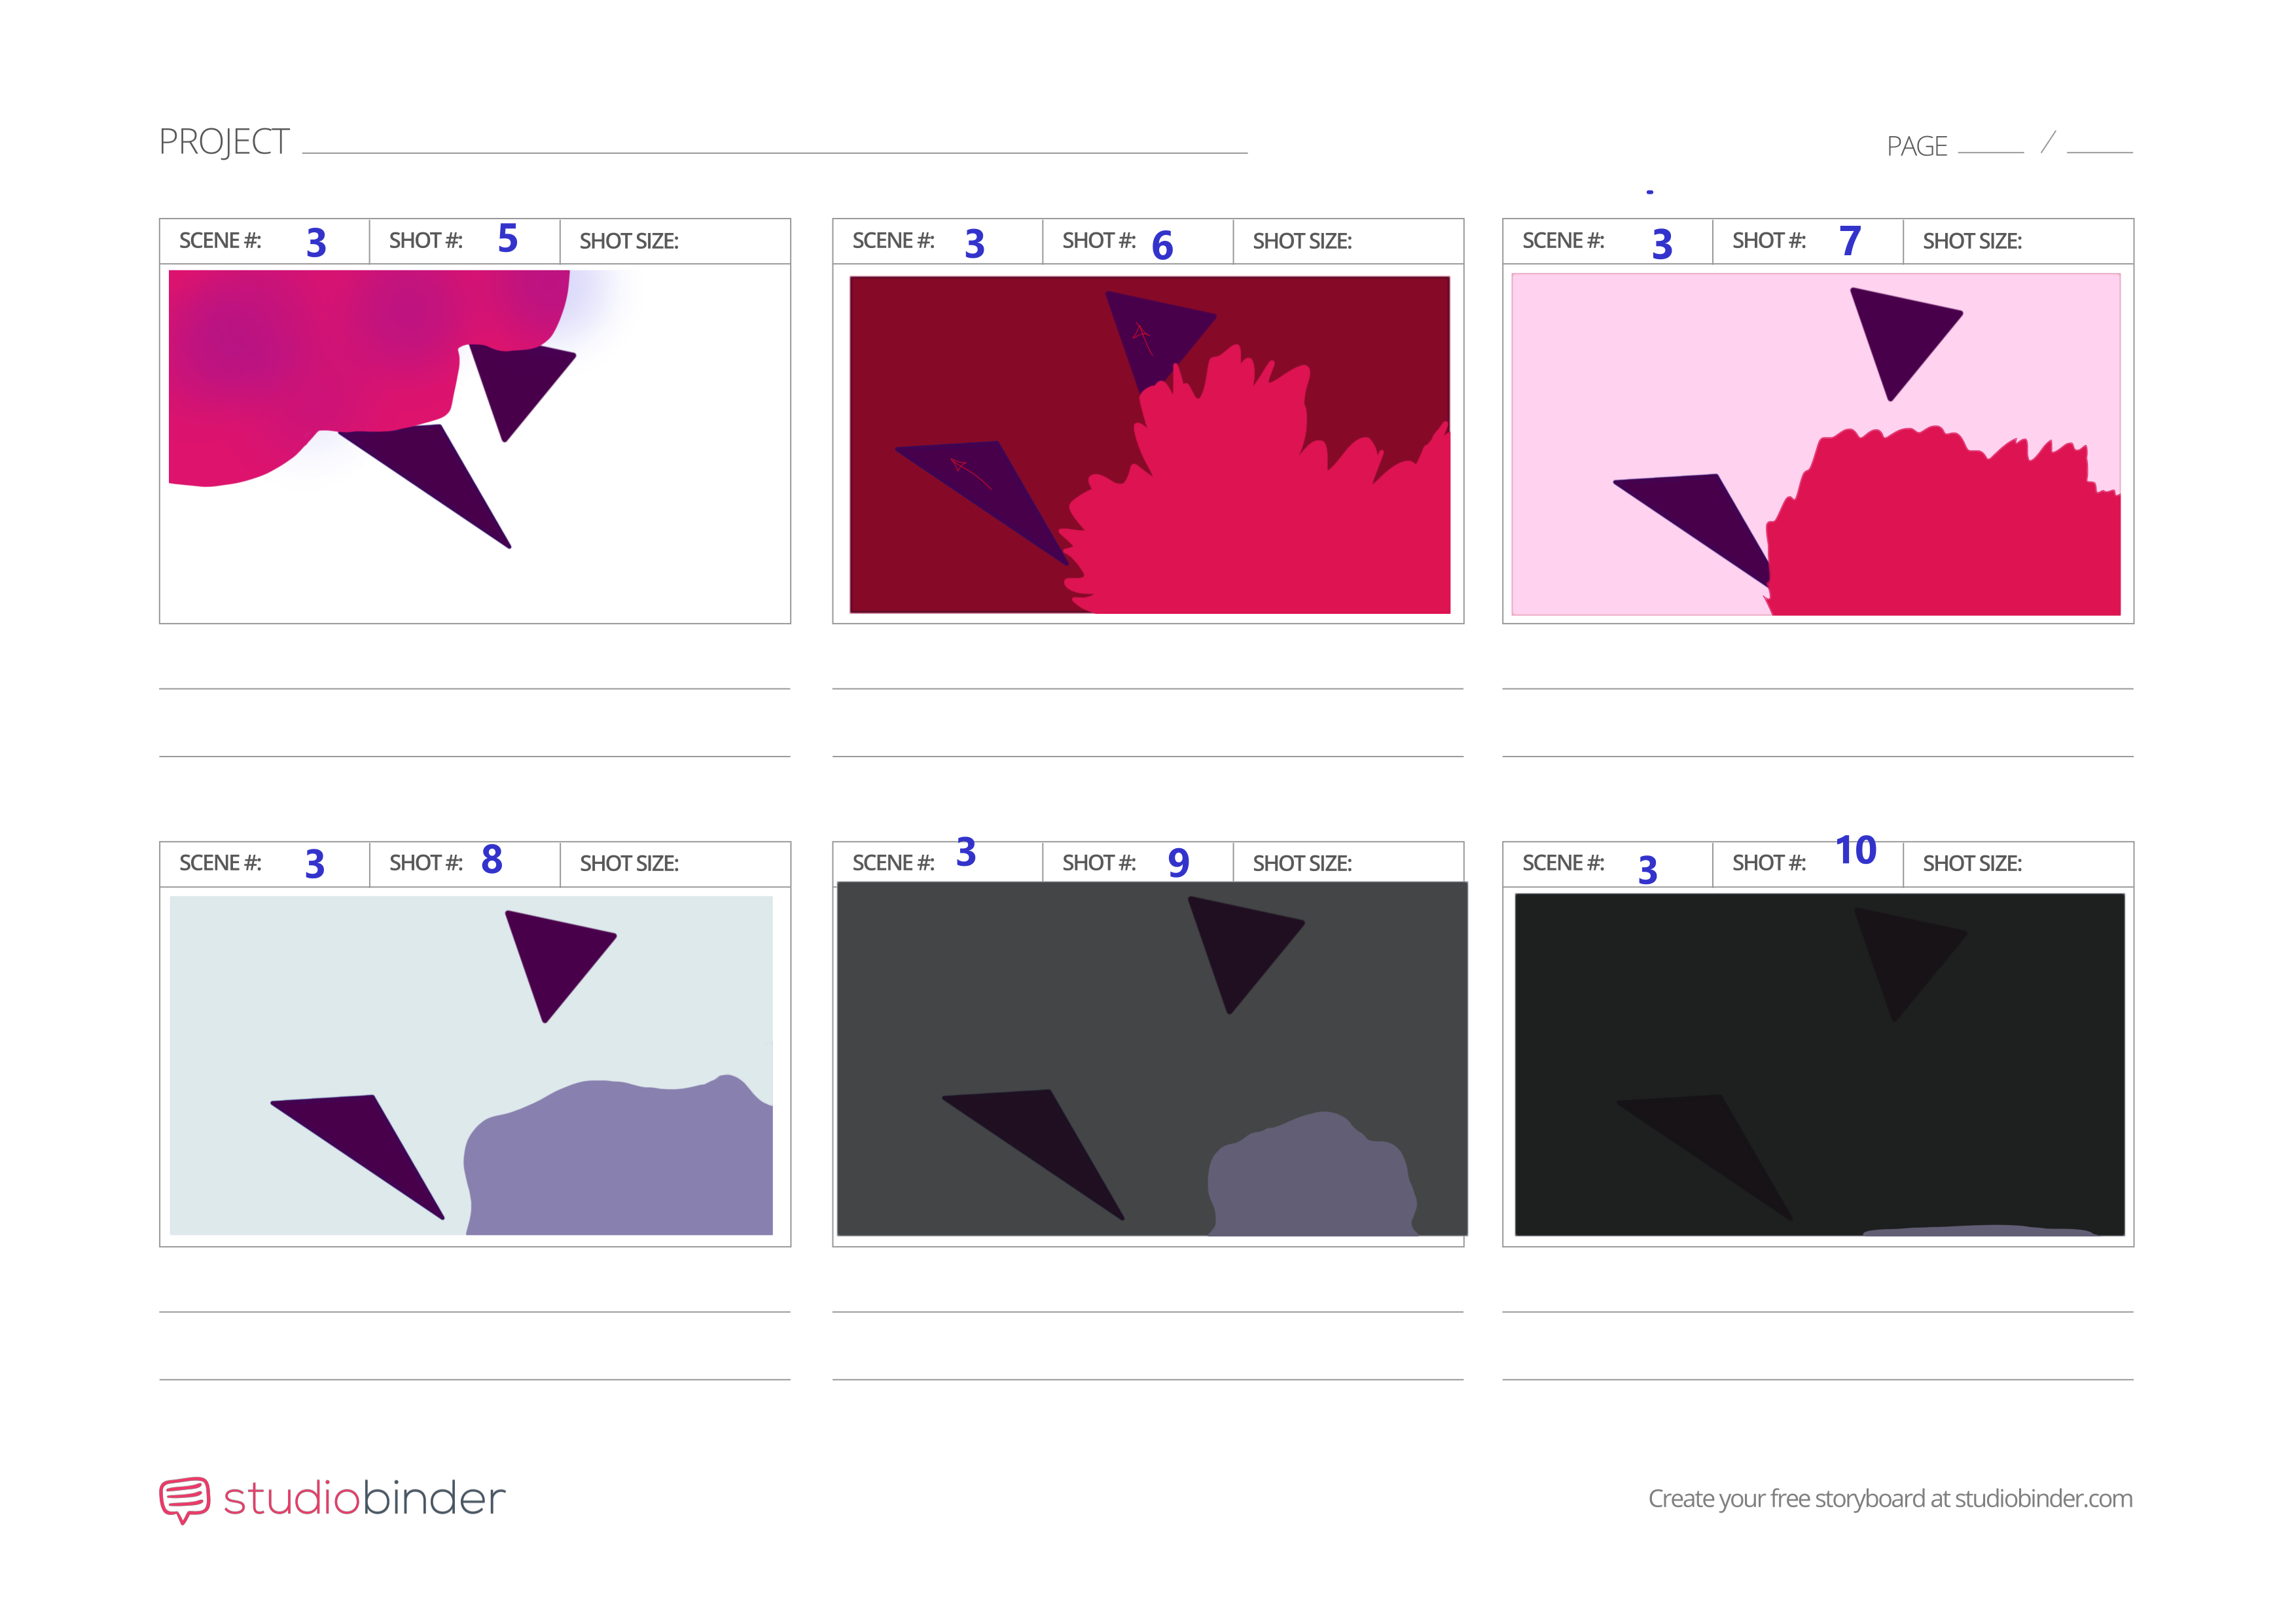 PROJECT
PAGE /
SCENE #: 3 SHOT #: 5 SHOT SIZE:
SCENE #: 3 SHOT #: 6 SHOT SIZE:
SCENE #: 3 SHOT #: 7 SHOT SIZE:
SCENE #: 3 SHOT #: 8 SHOT SIZE:
SCENE #: 3 SHOT #: 9 SHOT SIZE:
SCENE #: 3 SHOT #: 10 SHOT SIZE:
studiobinder
Create your free storyboard at studiobinder.com